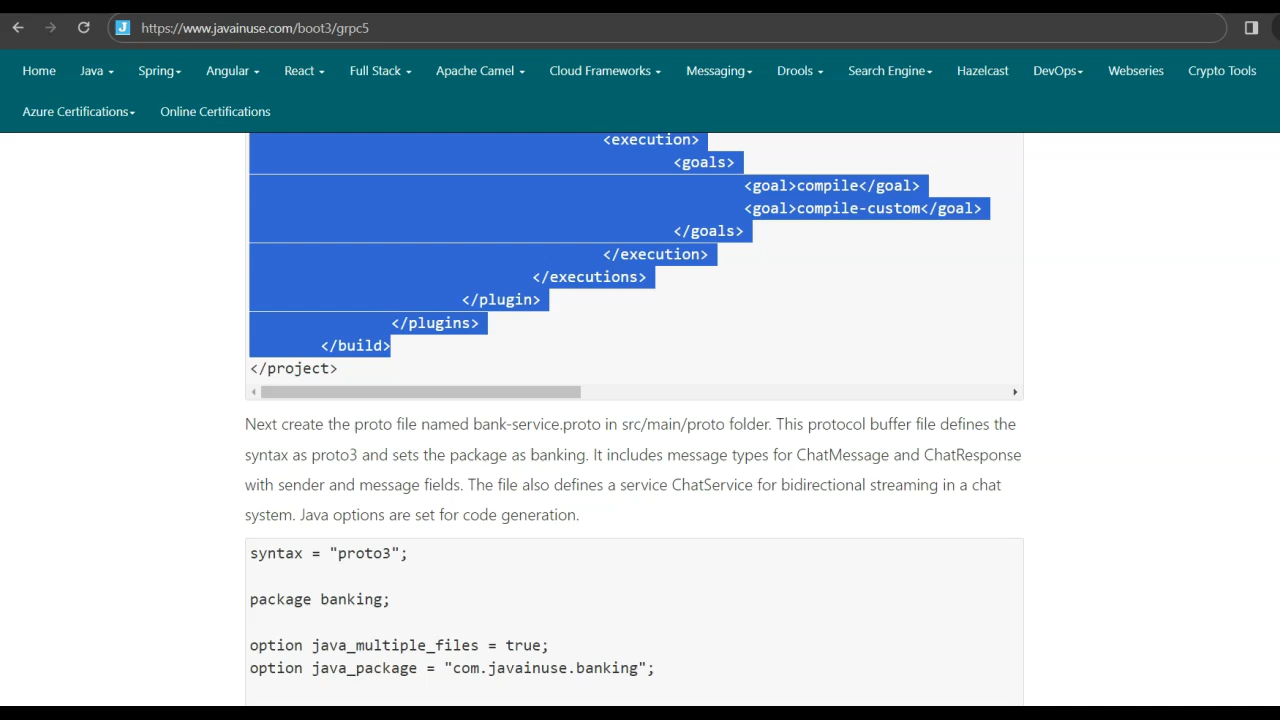 https://www.javainuse.com/boot3/grpc5
Home Java Spring Angular React Full Stack Apache Camel Cloud Frameworks Messaging Drools Search Engine Hazelcast DevOps Webseries Crypto Tools
Azure Certifications Online Certifications
<execution>
<goals>
<goal>compile</goal>
<goal>compile-custom</goal>
</goals>
</execution>
</executions>
</plugin>
</plugins>
</build>
</project>
Next create the proto file named bank-service.proto in src/main/proto folder. This protocol buffer file defines the
syntax as proto3 and sets the package as banking. It includes message types for ChatMessage and ChatResponse
with sender and message fields. The file also defines a service ChatService for bidirectional streaming in a chat
system. Java options are set for code generation.
syntax = "proto3";
package banking;
option java_multiple_files = true;
option java_package = "com.javainuse.banking";